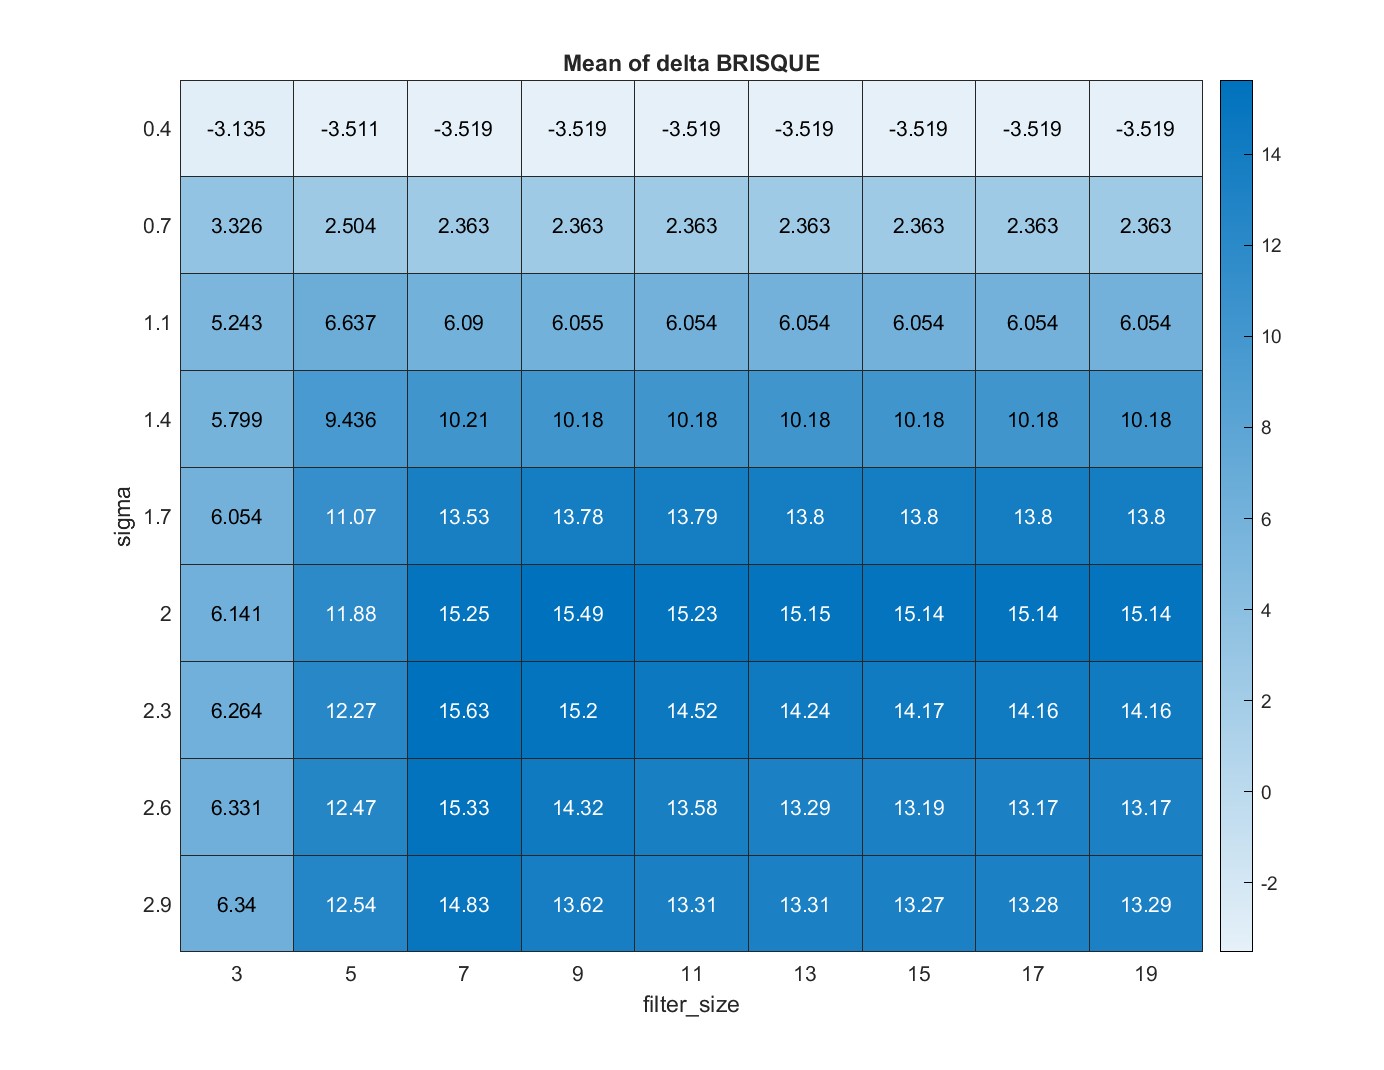 Mean of delta BRISQUE
0.4 -3.135 -3.511 -3.519 -3.519 -3.519 -3.519 -3.519 -3.519 -3.519
0.7 3.326 2.504 2.363 2.363 2.363 2.363 2.363 2.363 2.363
1.1 5.243 6.637 6.09 6.055 6.054 6.054 6.054 6.054 6.054
1.4 5.799 9.436 10.21 10.18 10.18 10.18 10.18 10.18 10.18
1.7 6.054 11.07 13.53 13.78 13.79 13.8 13.8 13.8 13.8
2 6.141 11.88 15.25 15.49 15.23 15.15 15.14 15.14 15.14
2.3 6.264 12.27 15.63 15.2 14.52 14.24 14.17 14.16 14.16
2.6 6.331 12.47 15.33 14.32 13.58 13.29 13.19 13.17 13.17
2.9 6.34 12.54 14.83 13.62 13.31 13.31 13.27 13.28 13.29
3 5 7 9 11 13 15 17 19
filter_size
sigma
14
12
10
8
6
4
2
0
-2